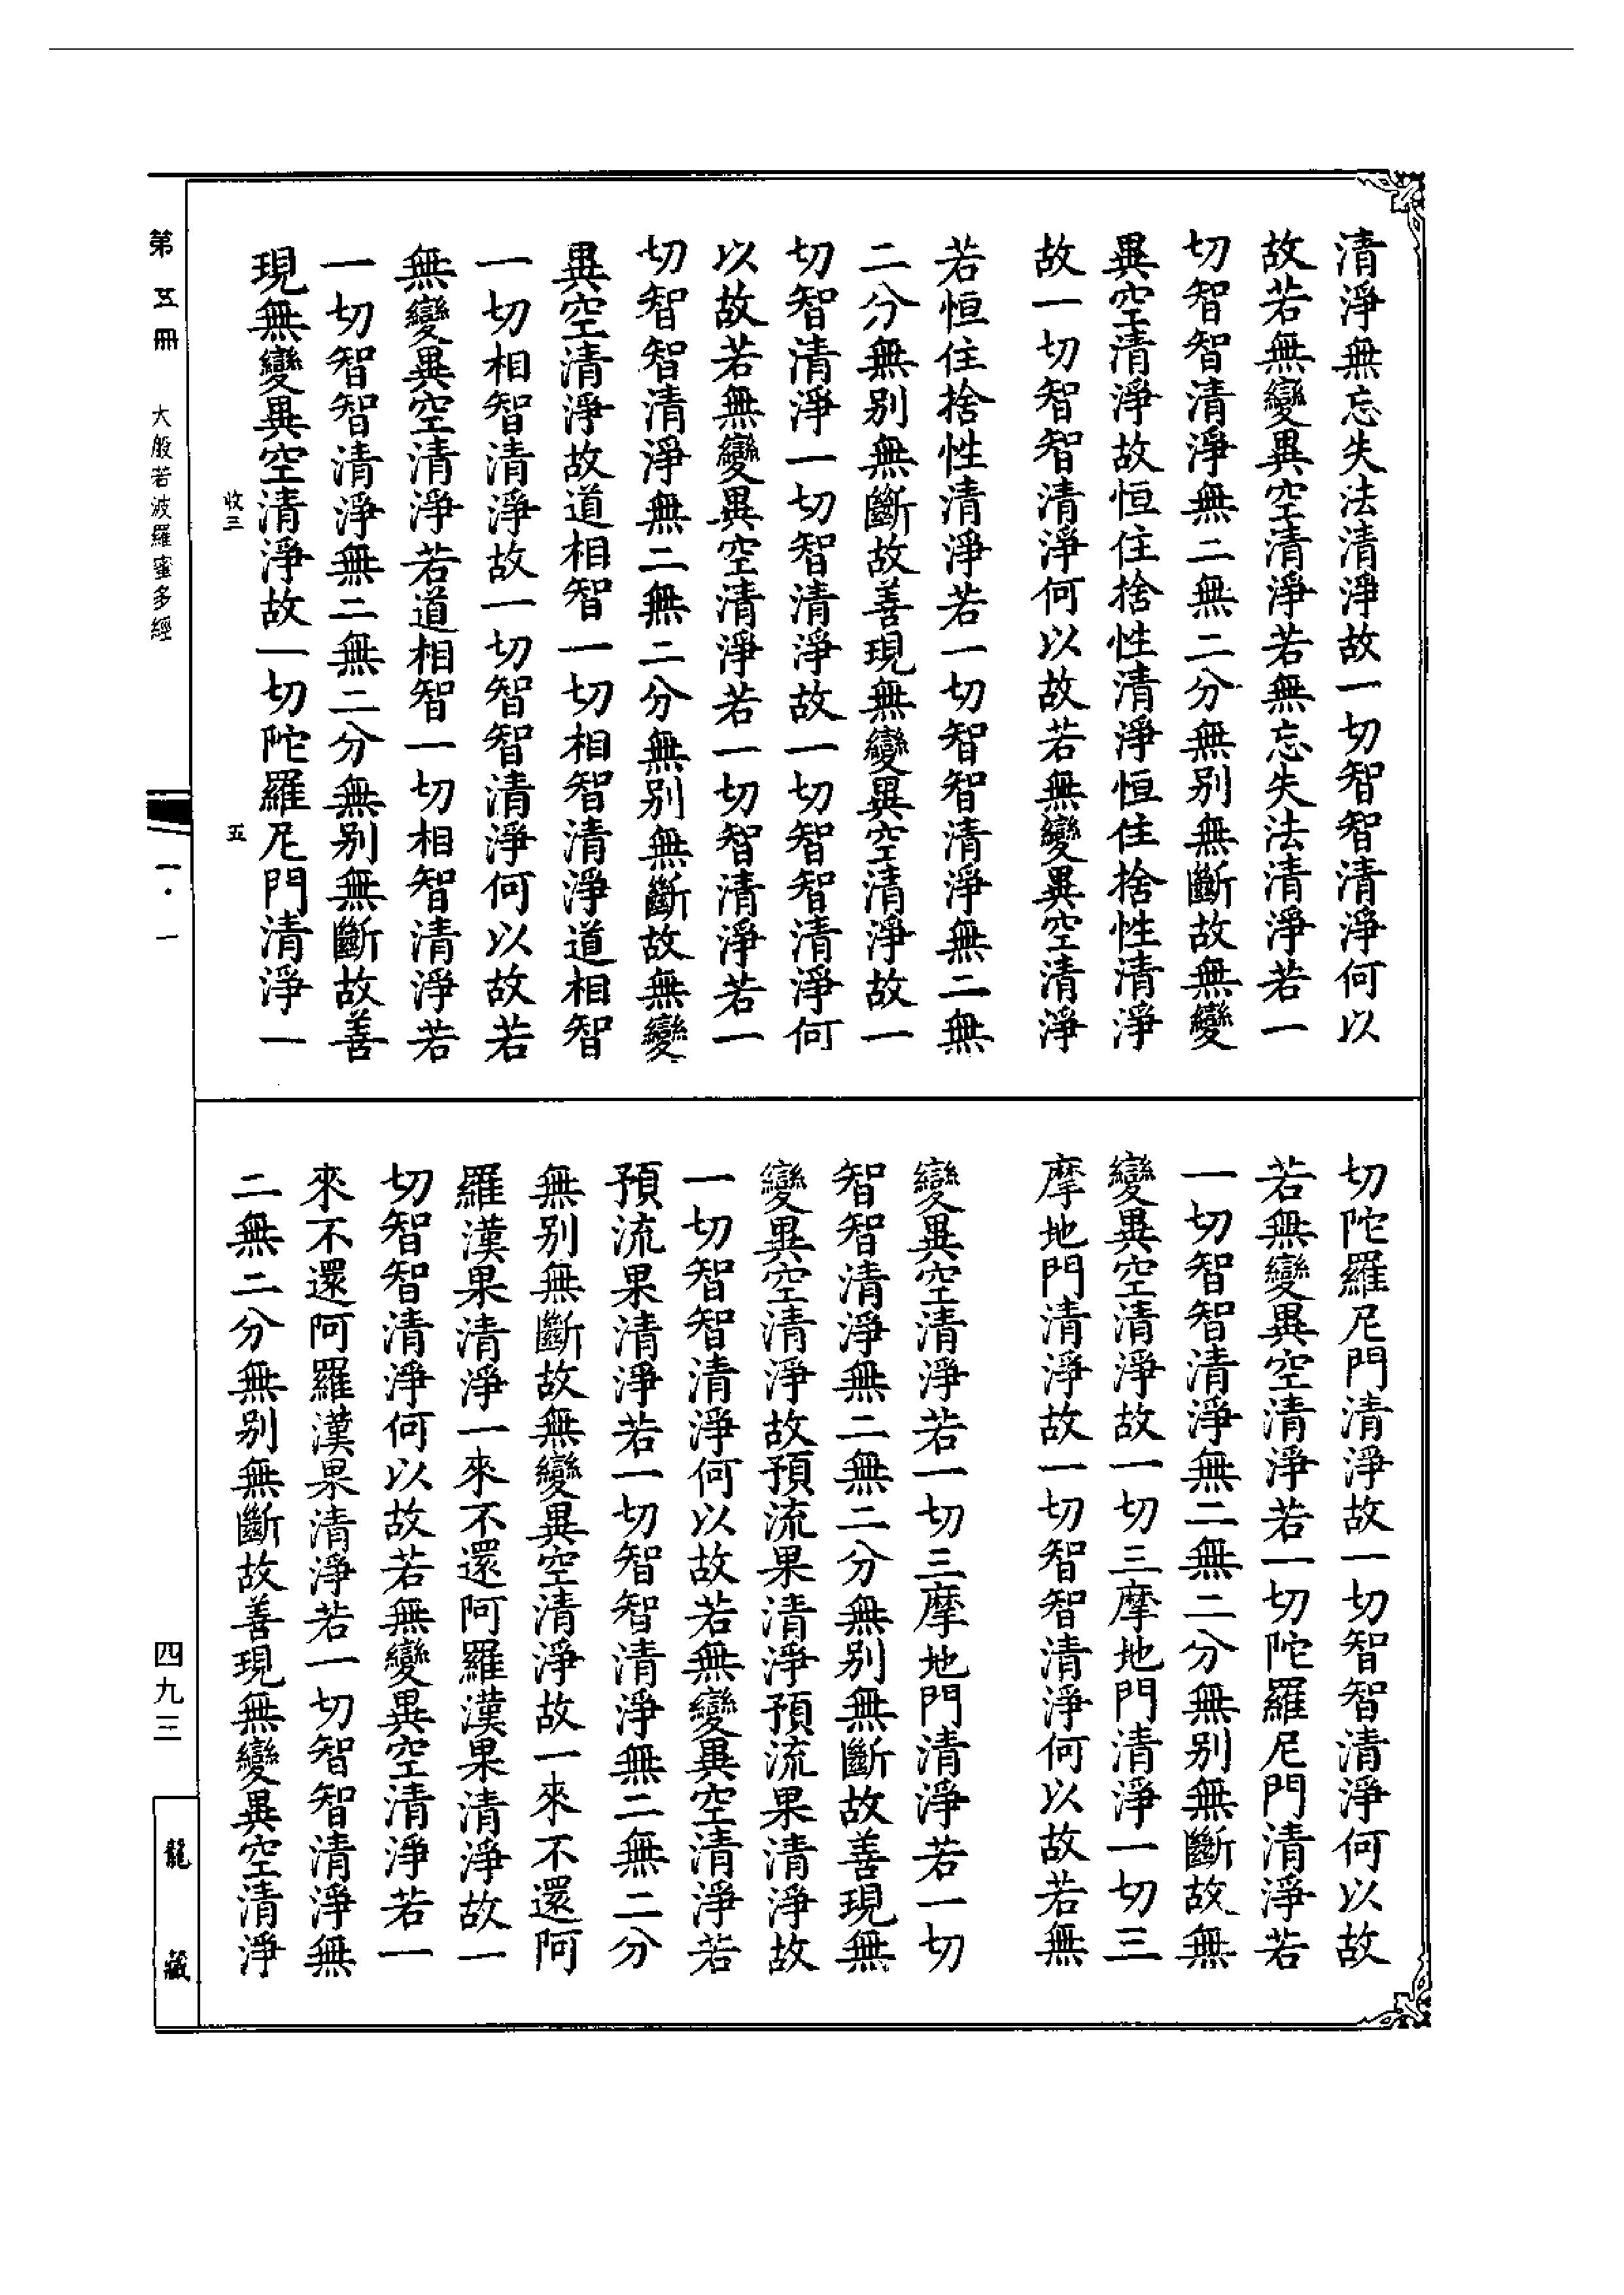 清淨無忘失法清淨故一切智智清淨何以
故若無變異空清淨若無忘失法清淨若一
切智智清淨無二無二分無別無斷故無變
異空清淨故恒住捨性清淨恒住捨性清淨
故一切智智清淨何以故若無變異空清淨
若恒住捨性清淨若一切智智清淨無二無
二分無別無斷故善現無變異空清淨故一
切智清淨一切智清淨故一切智智清淨何
以故若無變異空清淨若一切智清淨若一
切智智清淨無二無二分無別無斷故無變
異空清淨故道相智一切相智清淨道相智
一切相智清淨故一切智智清淨何以故若
無變異空清淨若道相智一切相智清淨若
一切智智清淨無二無二分無別無斷故善
現無變異空清淨故一切陀羅尼門清淨一
收三
五
切陀羅尼門清淨故一切智智清淨何以故
若無變異空清淨若一切陀羅尼門清淨若
一切智智清淨無二無二分無別無斷故無
變異空清淨故一切三摩地門清淨一切三
摩地門清淨故一切智智清淨何以故若無
變異空清淨若一切三摩地門清淨若一切
智智清淨無二無二分無別無斷故善現無
變異空清淨故預流果清淨預流果清淨故
一切智智清淨何以故若無變異空清淨若
預流果清淨若一切智智清淨無二無二分
無別無斷故無變異空清淨故一來不還阿
羅漢果清淨一來不還阿羅漢果清淨故一
切智智清淨何以故若無變異空清淨若一
來不還阿羅漢果清淨若一切智智清淨無
二無二分無別無斷故善現無變異空清淨
第五冊 大般若波羅蜜多經 一·一
四九三
龍藏